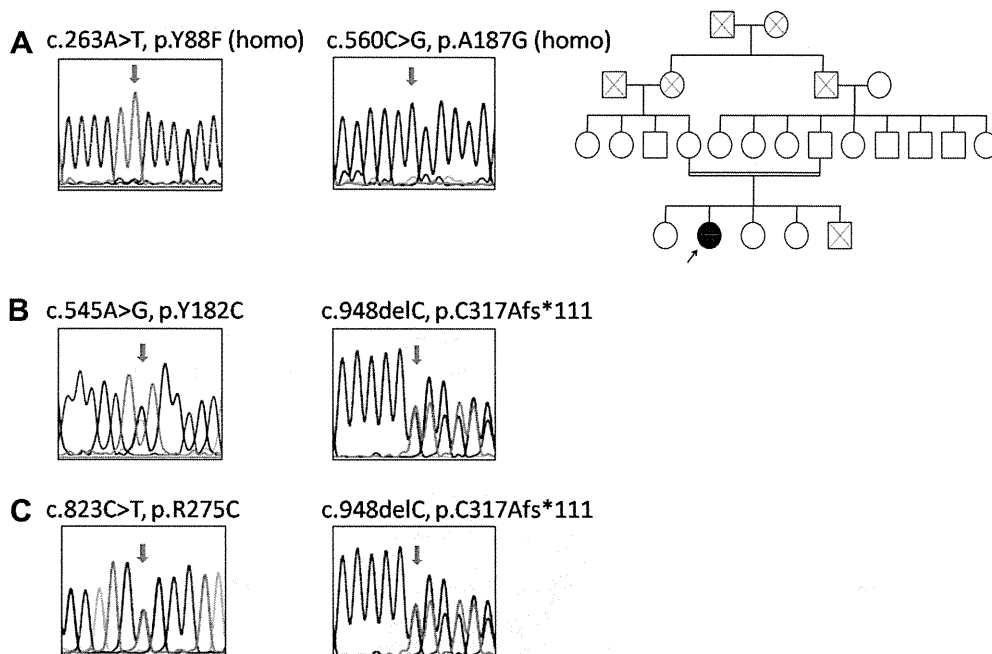 A c.263A>T, p.Y88F (homo) c.560C>G, p.A187G (homo)
B c.545A>G, p.Y182C c.948delC, p.C317Afs*111
C c.823C>T, p.R275C c.948delC, p.C317Afs*111